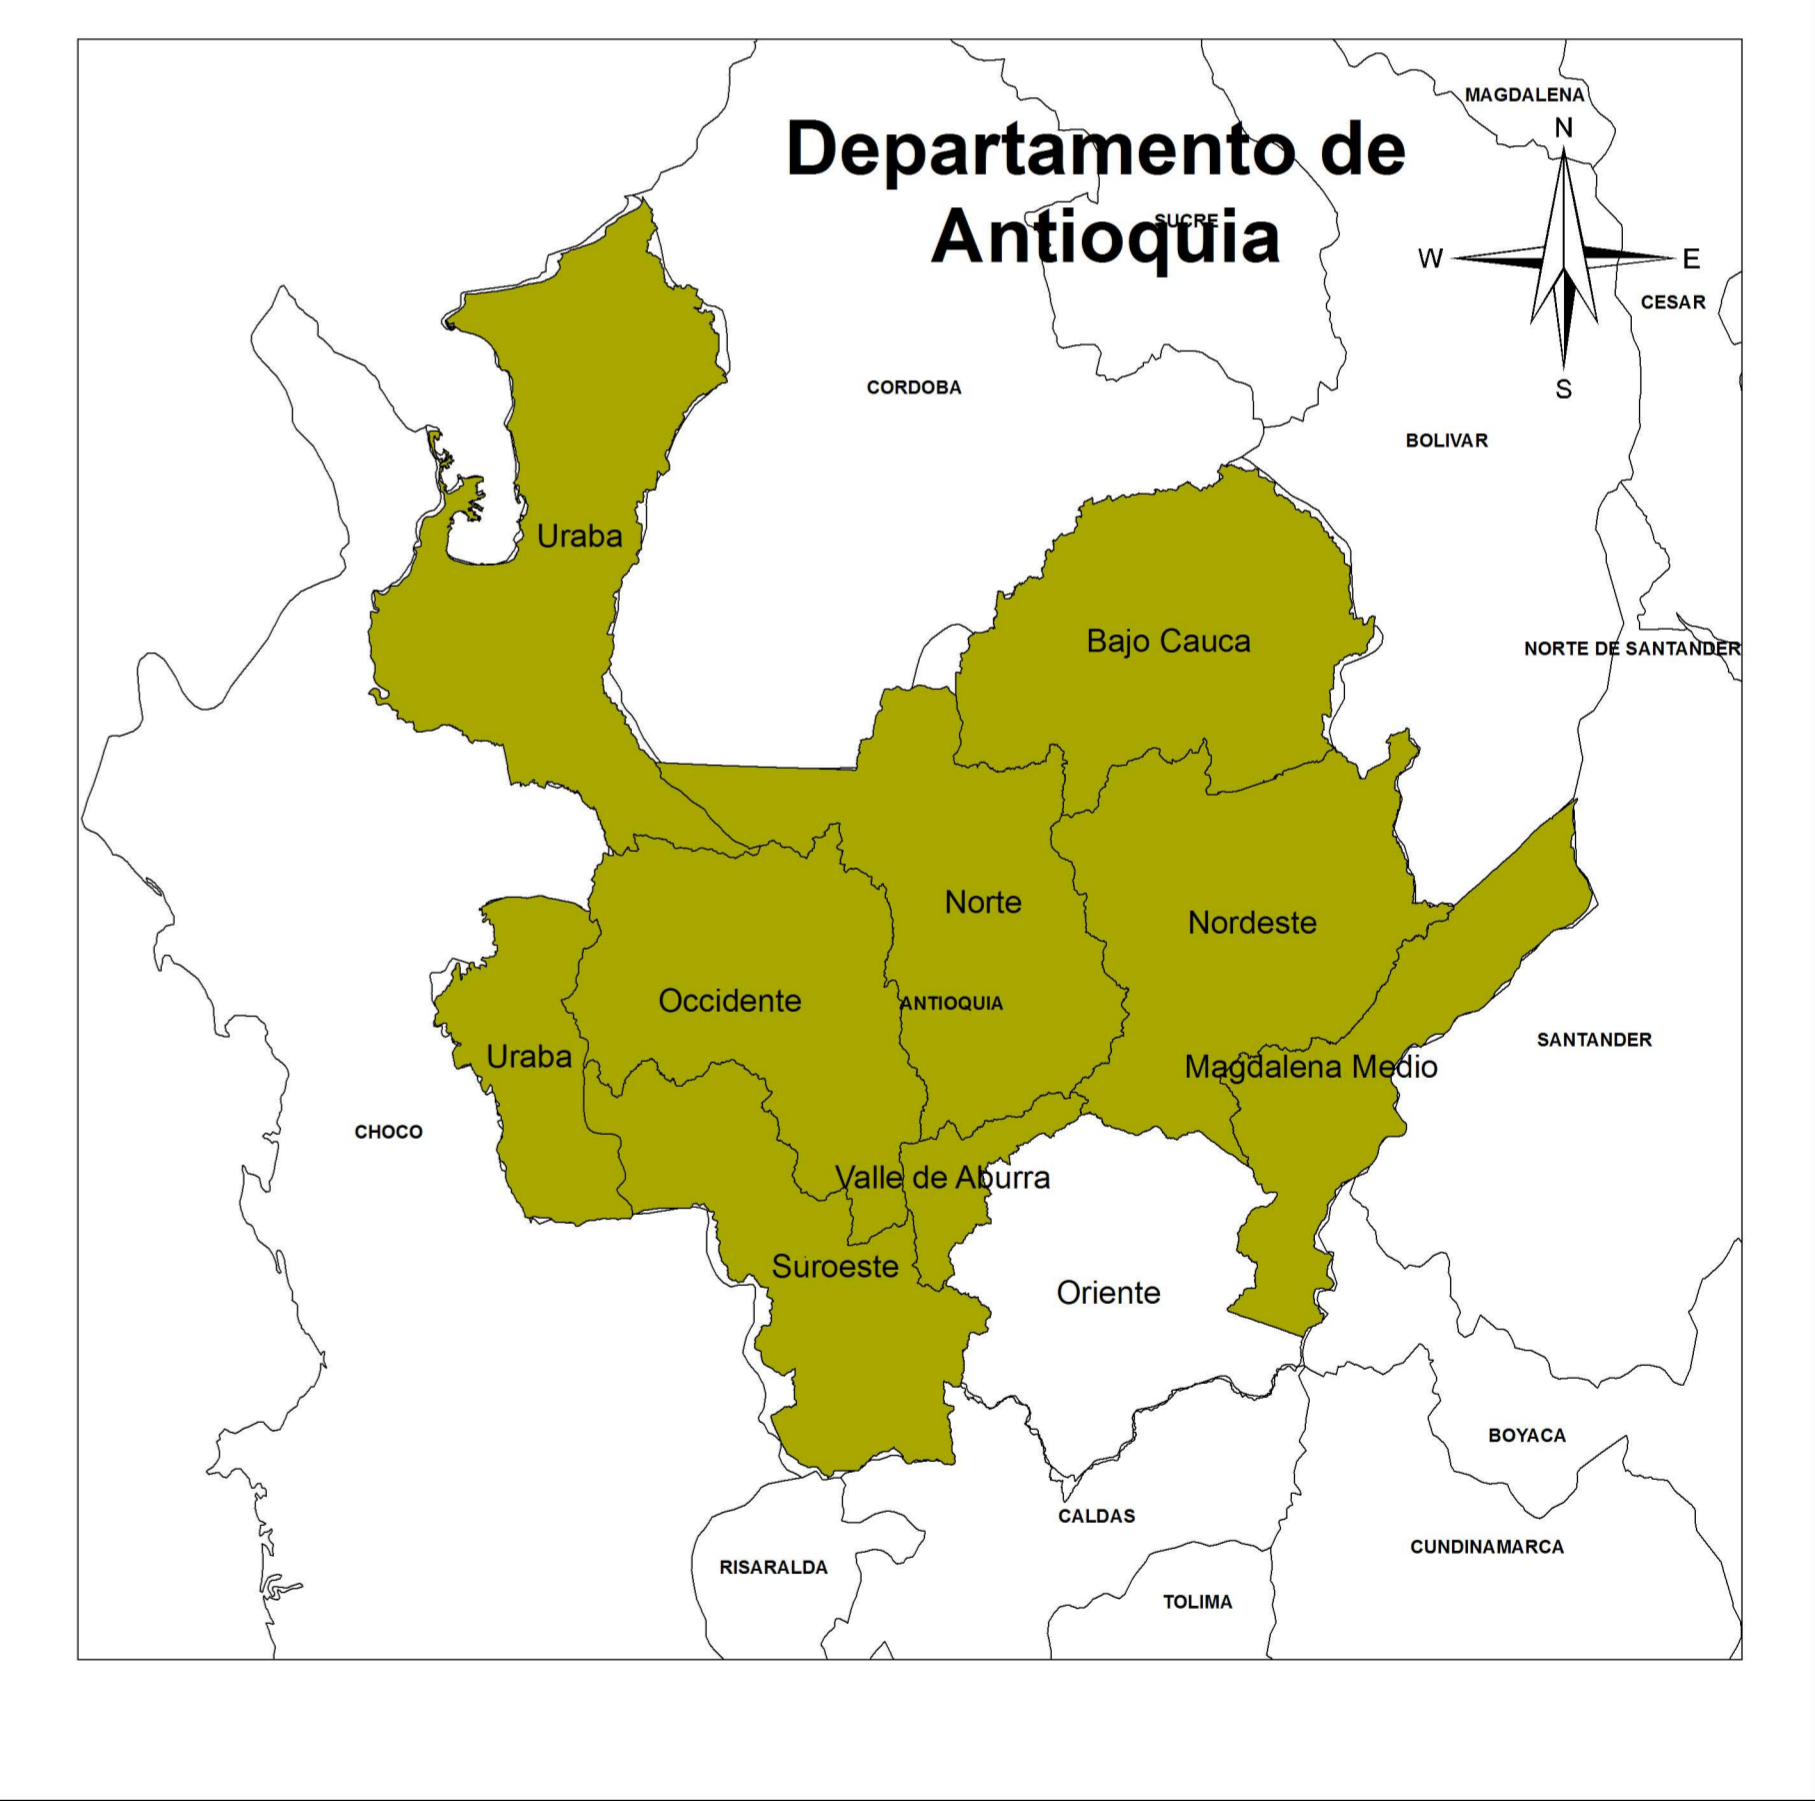 MAGDALENA
N
Departamento de
Antioquia
SUCRE
W
E
CESAR
CORDOBA
S
BOLIVAR
Uraba
Bajo Cauca
NORTE DE SANTANDER
Norte
Nordeste
Occidente
ANTIOQUIA
SANTANDER
Uraba
Magdalena Medio
CHOCO
Valle de Aburra
Suroeste
Oriente
BOYACA
CALDAS
CUNDINAMARCA
RISARALDA
TOLIMA